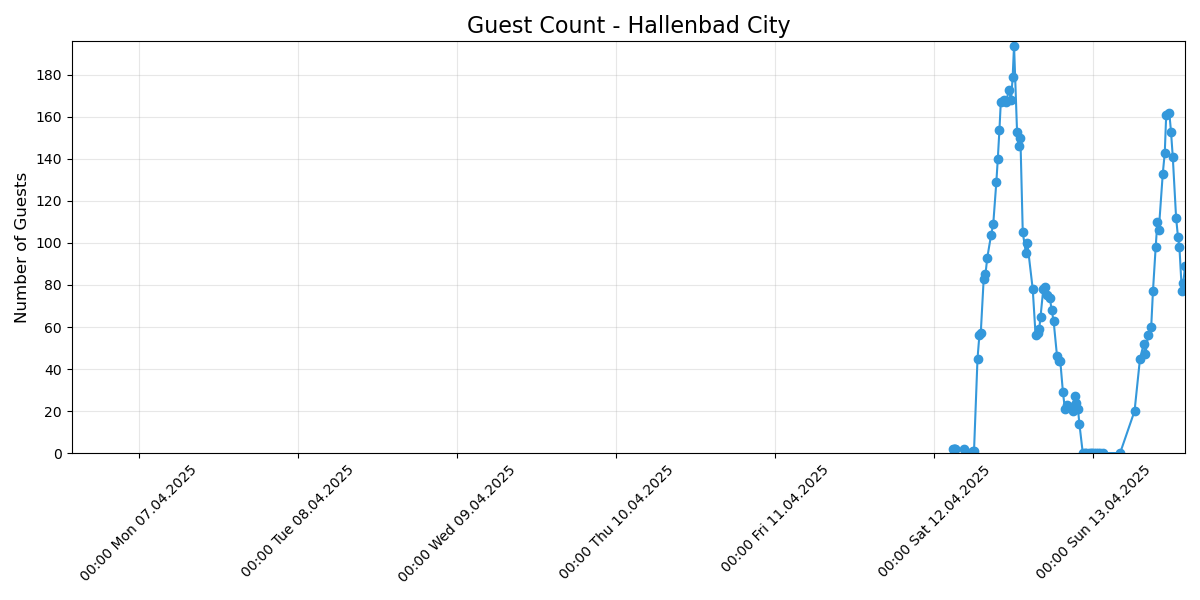 Guest Count - Hallenbad City
Number of Guests
180
160
140
120
100
80
60
40
20
0
00:00 Mon 07.04.2025
00:00 Tue 08.04.2025
00:00 Wed 09.04.2025
00:00 Thu 10.04.2025
00:00 Fri 11.04.2025
00:00 Sat 12.04.2025
00:00 Sun 13.04.2025